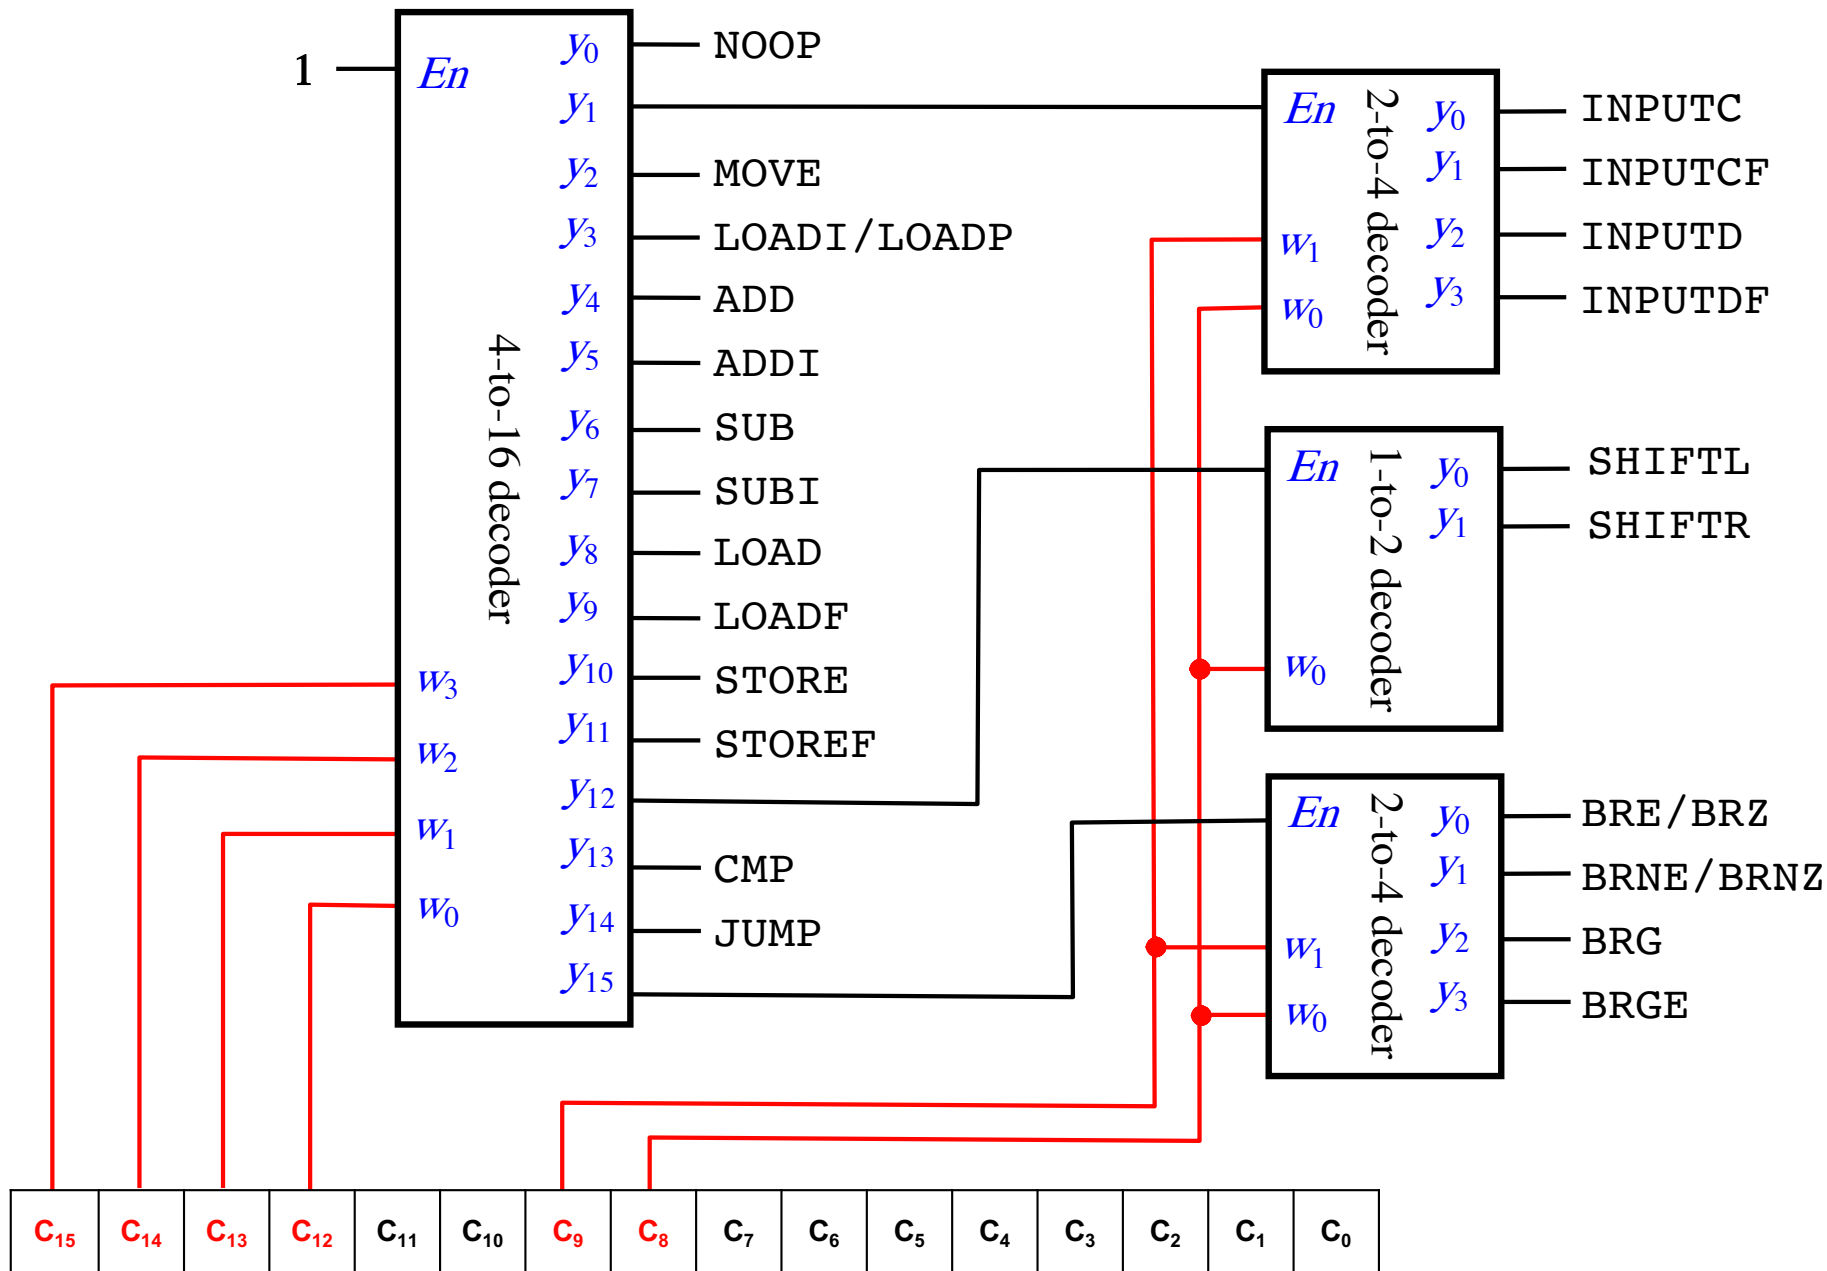 1
En
y0
y1
y2
y3
y4
y5
y6
y7
y8
y9
y10
y11
y12
y13
y14
y15
w3
w2
w1
w0
4-to-16 decoder
NOOP
MOVE
LOADI/LOADP
ADD
ADDI
SUB
SUBI
LOAD
LOADF
STORE
STOREF
CMP
JUMP
En
w1
w0
2-to-4 decoder
y0
y1
y2
y3
INPUTC
INPUTCF
INPUTD
INPUTDF
En
w0
1-to-2 decoder
y0
y1
SHIFTL
SHIFTR
En
w1
w0
2-to-4 decoder
y0
y1
y2
y3
BRE/BRZ
BRNE/BRNZ
BRG
BRGE
C15 C14 C13 C12 C11 C10 C9 C8 C7 C6 C5 C4 C3 C2 C1 C0